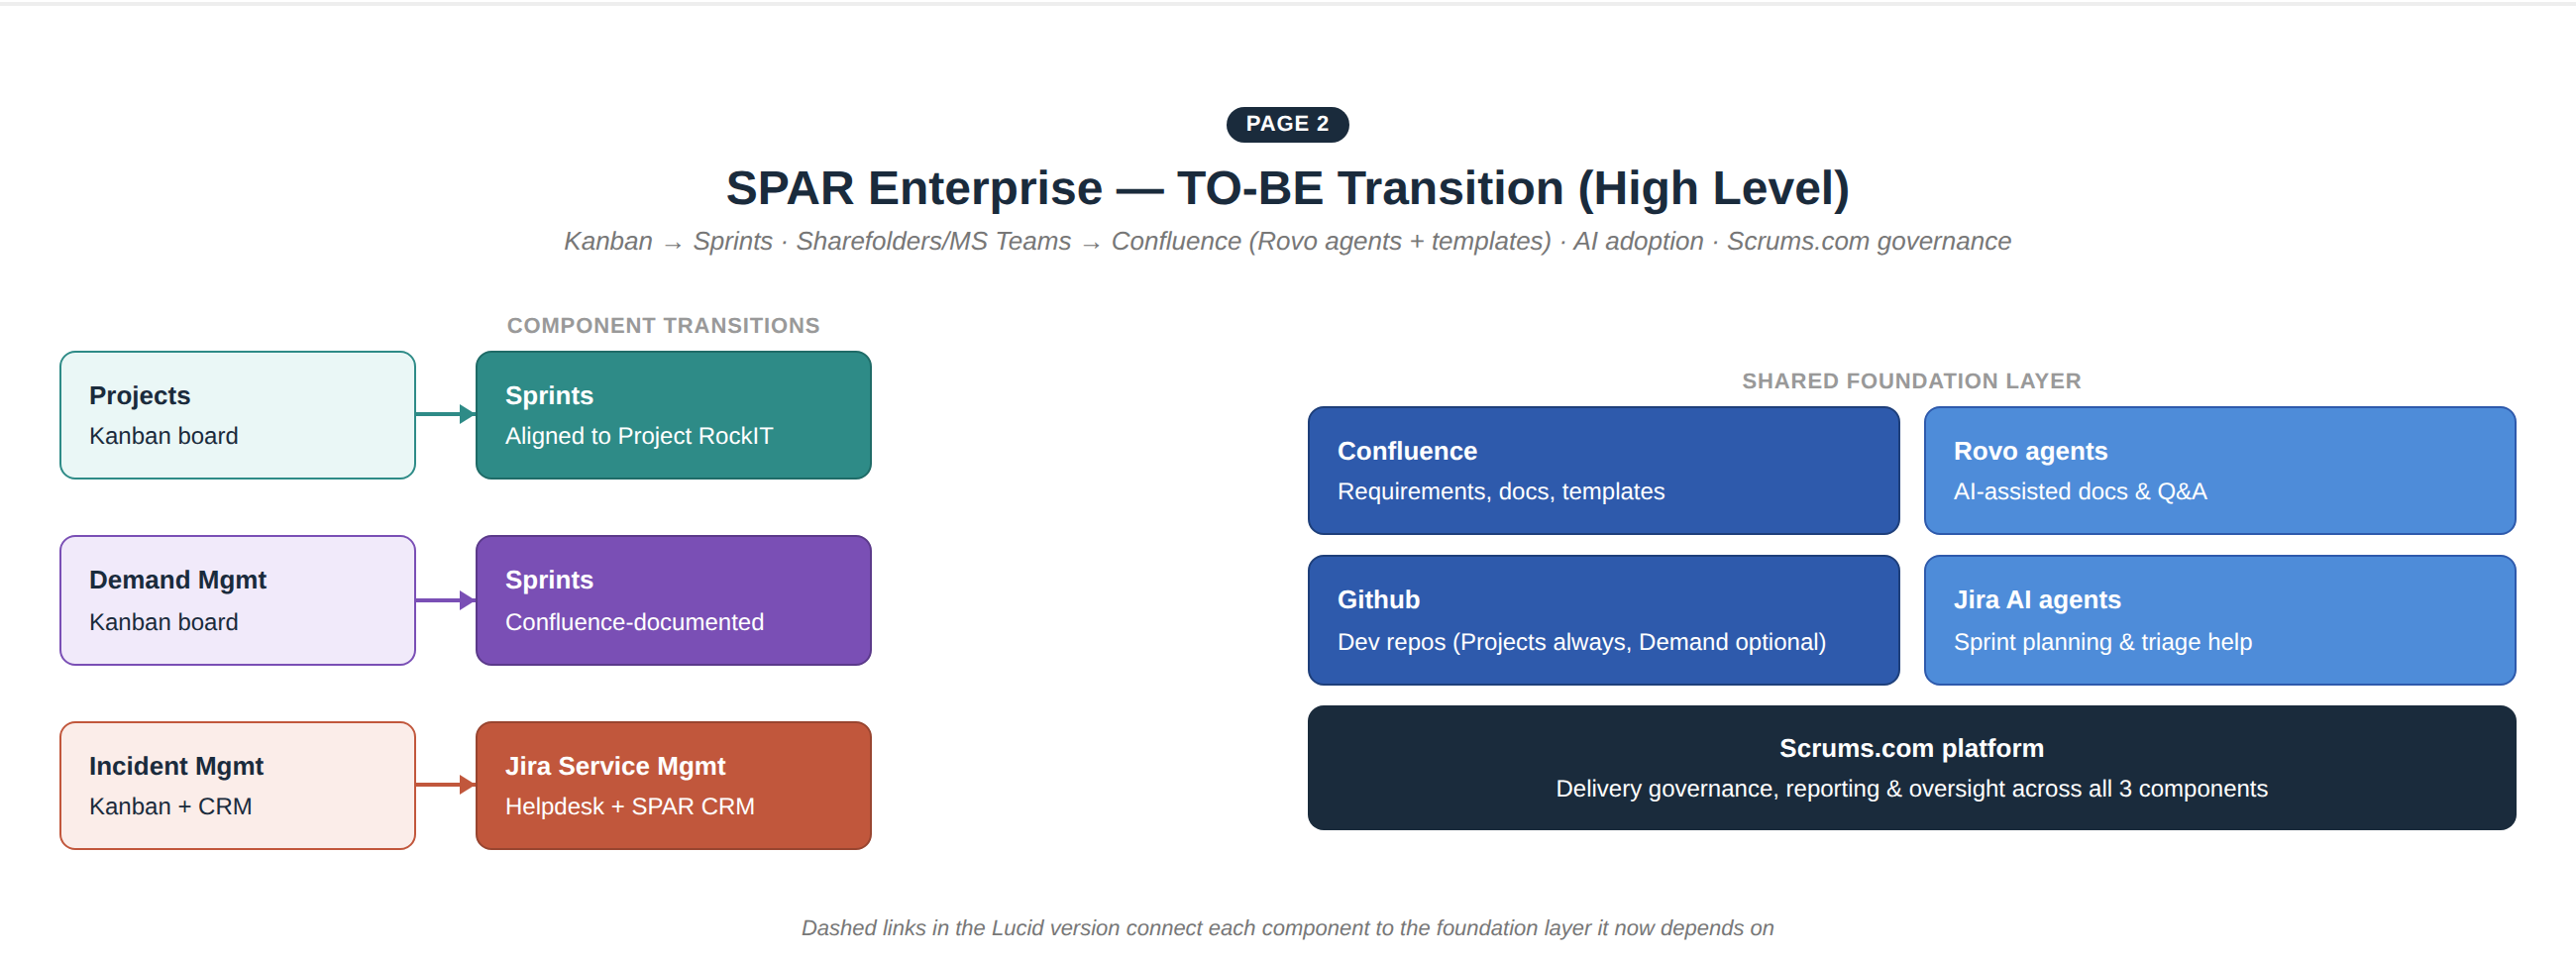 PAGE 2
SPAR Enterprise — TO-BE Transition (High Level)
Kanban → Sprints · Sharefolders/MS Teams → Confluence (Rovo agents + templates) · AI adoption · Scrums.com governance
COMPONENT TRANSITIONS
Projects
Kanban board
Sprints
Aligned to Project RockIT
Demand Mgmt
Kanban board
Sprints
Confluence-documented
Incident Mgmt
Kanban + CRM
Jira Service Mgmt
Helpdesk + SPAR CRM
SHARED FOUNDATION LAYER
Confluence
Requirements, docs, templates
Rovo agents
AI-assisted docs & Q&A
Github
Dev repos (Projects always, Demand optional)
Jira AI agents
Sprint planning & triage help
Scrums.com platform
Delivery governance, reporting & oversight across all 3 components
Dashed links in the Lucid version connect each component to the foundation layer it now depends on